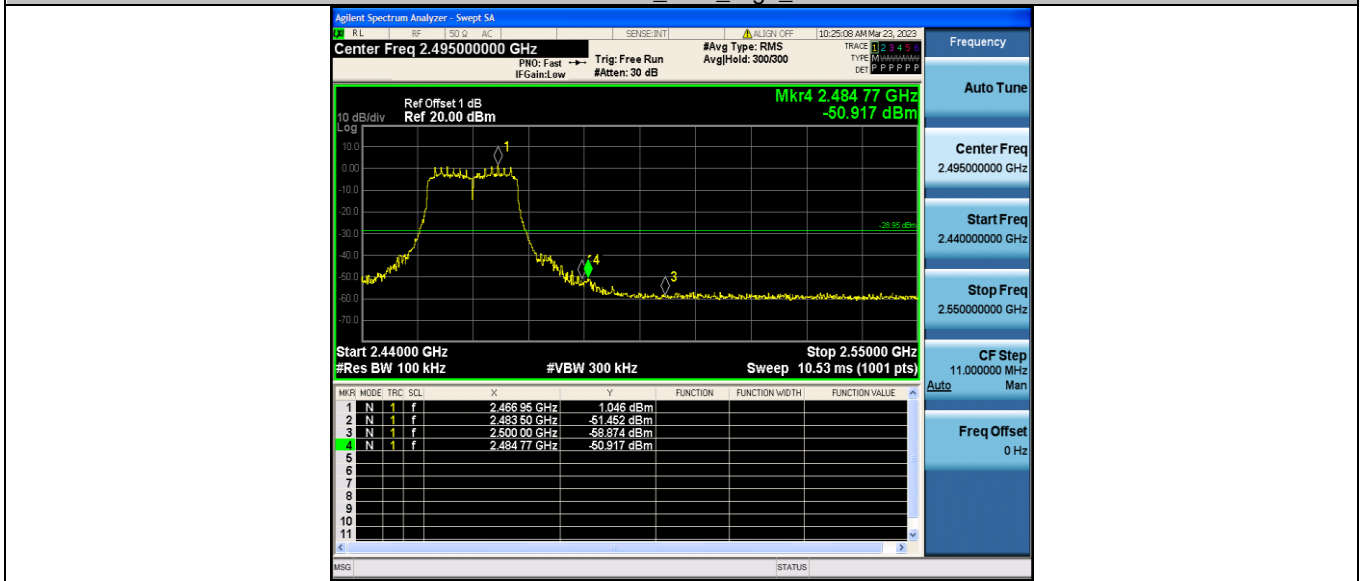 Agilent Spectrum Analyzer - Swept SA
RL RF 50 Ω AC SENSE:INT ALIGN OFF 10:25:08 AM Mar 23, 2023
Center Freq 2.495000000 GHz
PNO: Fast
IFGain:Low
Trig: Free Run
#Atten: 30 dB
#Avg Type: RMS
Avg|Hold: 300/300
TRACE 1 2 3 4 5 6
TYPE M
DET P P P P P P
Frequency
Mkr4 2.484 77 GHz
-50.917 dBm
Ref Offset 1 dB
Ref 20.00 dBm
10 dB/div
Log
10.0
0.00
-10.0
-20.0
-30.0
-40.0
-50.0
-60.0
-70.0
1
4
3
-28.95 dBm
Start 2.44000 GHz
Stop 2.55000 GHz
#Res BW 100 kHz #VBW 300 kHz Sweep 10.53 ms (1001 pts)
MKR MODE TRC SCL X Y FUNCTION FUNCTION WIDTH FUNCTION VALUE
1 N 1 f 2.466 95 GHz 1.046 dBm
2 N 1 f 2.483 50 GHz -51.452 dBm
3 N 1 f 2.500 00 GHz -58.874 dBm
4 N 1 f 2.484 77 GHz -50.917 dBm
5
6
7
8
9
10
11
MSG STATUS
Auto Tune
Center Freq
2.495000000 GHz
Start Freq
2.440000000 GHz
Stop Freq
2.550000000 GHz
CF Step
11.000000 MHz
Auto Man
Freq Offset
0 Hz